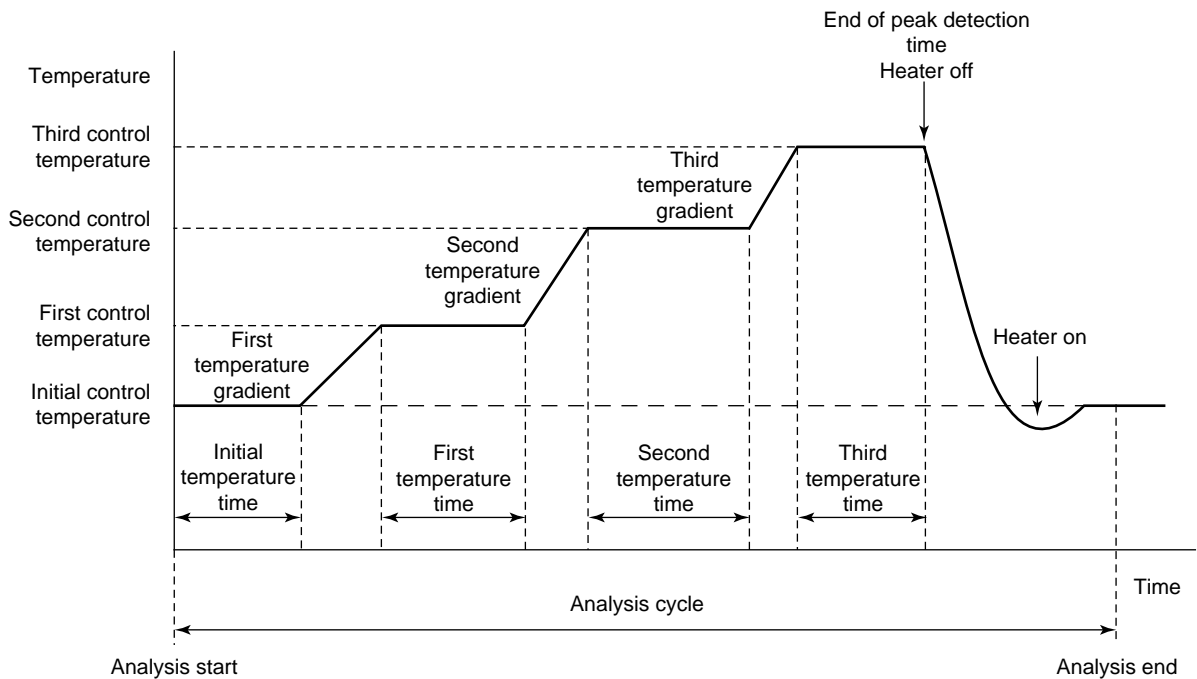 End of peak detection
time
Heater off
Temperature
Third control
temperature
Third
temperature
gradient
Second control
temperature
Second
temperature
gradient
First control
temperature
Heater on
First
temperature
gradient
Initial control
temperature
Initial
temperature
time
First
temperature
time
Second
temperature
time
Third
temperature
time
Time
Analysis cycle
Analysis start
Analysis end